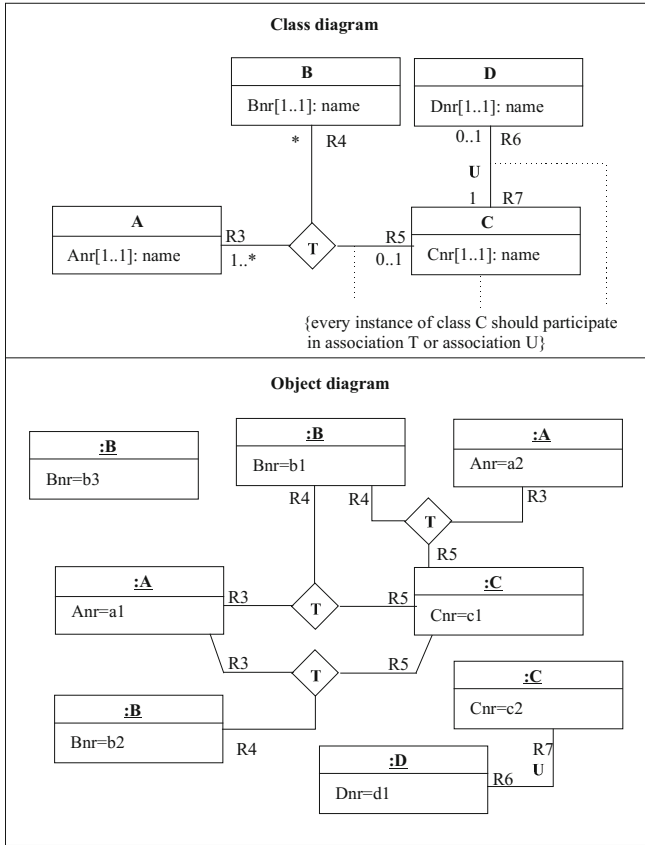 Class diagram
B
Bnr[1..1]: name
D
Dnr[1..1]: name
* R4
0..1 R6
U
1 R7
A
Anr[1..1]: name
R3
1..*
T
R5
0..1
C
Cnr[1..1]: name
{every instance of class C should participate
in association T or association U}
Object diagram
:B
Bnr=b3
:B
Bnr=b1
:A
Anr=a2
R4 R4
R3
T
R5
:A
Anr=a1
R3
T
R5
:C
Cnr=c1
R3
T
R5
:B
Bnr=b2
R4
:C
Cnr=c2
R7
U
R6
:D
Dnr=d1